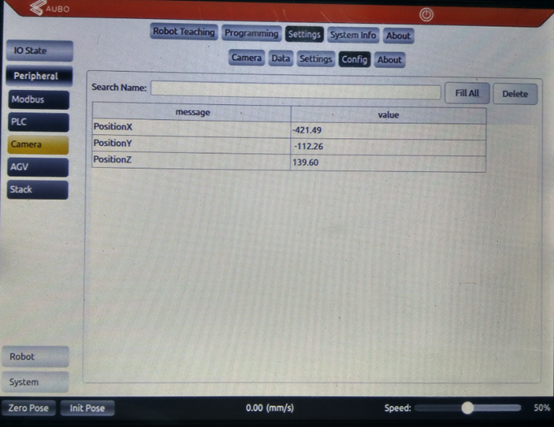 AUBO
Robot Teaching Programming Settings System Info About
IO State
Camera Data Settings Config About
Peripheral
Search Name: Fill All Delete
Modbus
message value
PLC
PositionX -421.49
Camera
PositionY -112.26
AGV
PositionZ 139.60
Stack
Robot
System
Zero Pose Init Pose 0.00 (mm/s) Speed: 50%